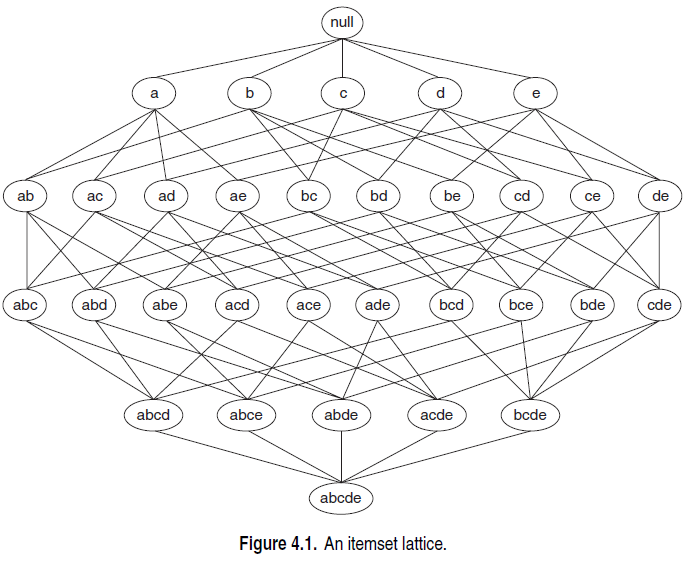 null
a b c d e
ab ac ad ae bc bd be cd ce de
abc abd abe acd ace ade bcd bce bde cde
abcd abce abde acde bcde
abcde
Figure 4.1. An itemset lattice.